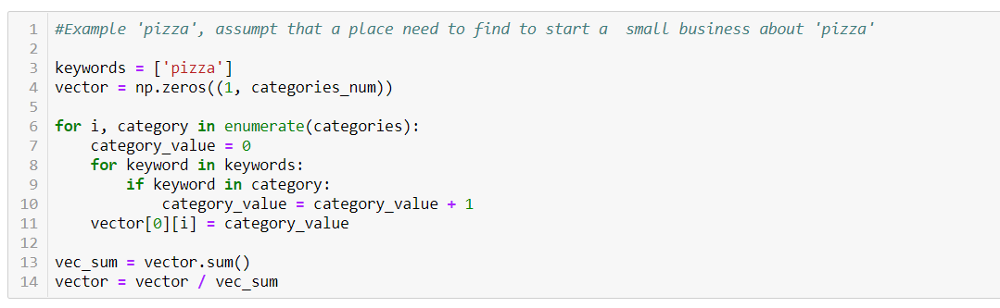 1 #Example 'pizza', assumpt that a place need to find to start a  small business about 'pizza'
2
3 keywords = ['pizza']
4 vector = np.zeros((1, categories_num))
5
6 for i, category in enumerate(categories):
7     category_value = 0
8     for keyword in keywords:
9         if keyword in category:
10             category_value = category_value + 1
11     vector[0][i] = category_value
12
13 vec_sum = vector.sum()
14 vector = vector / vec_sum